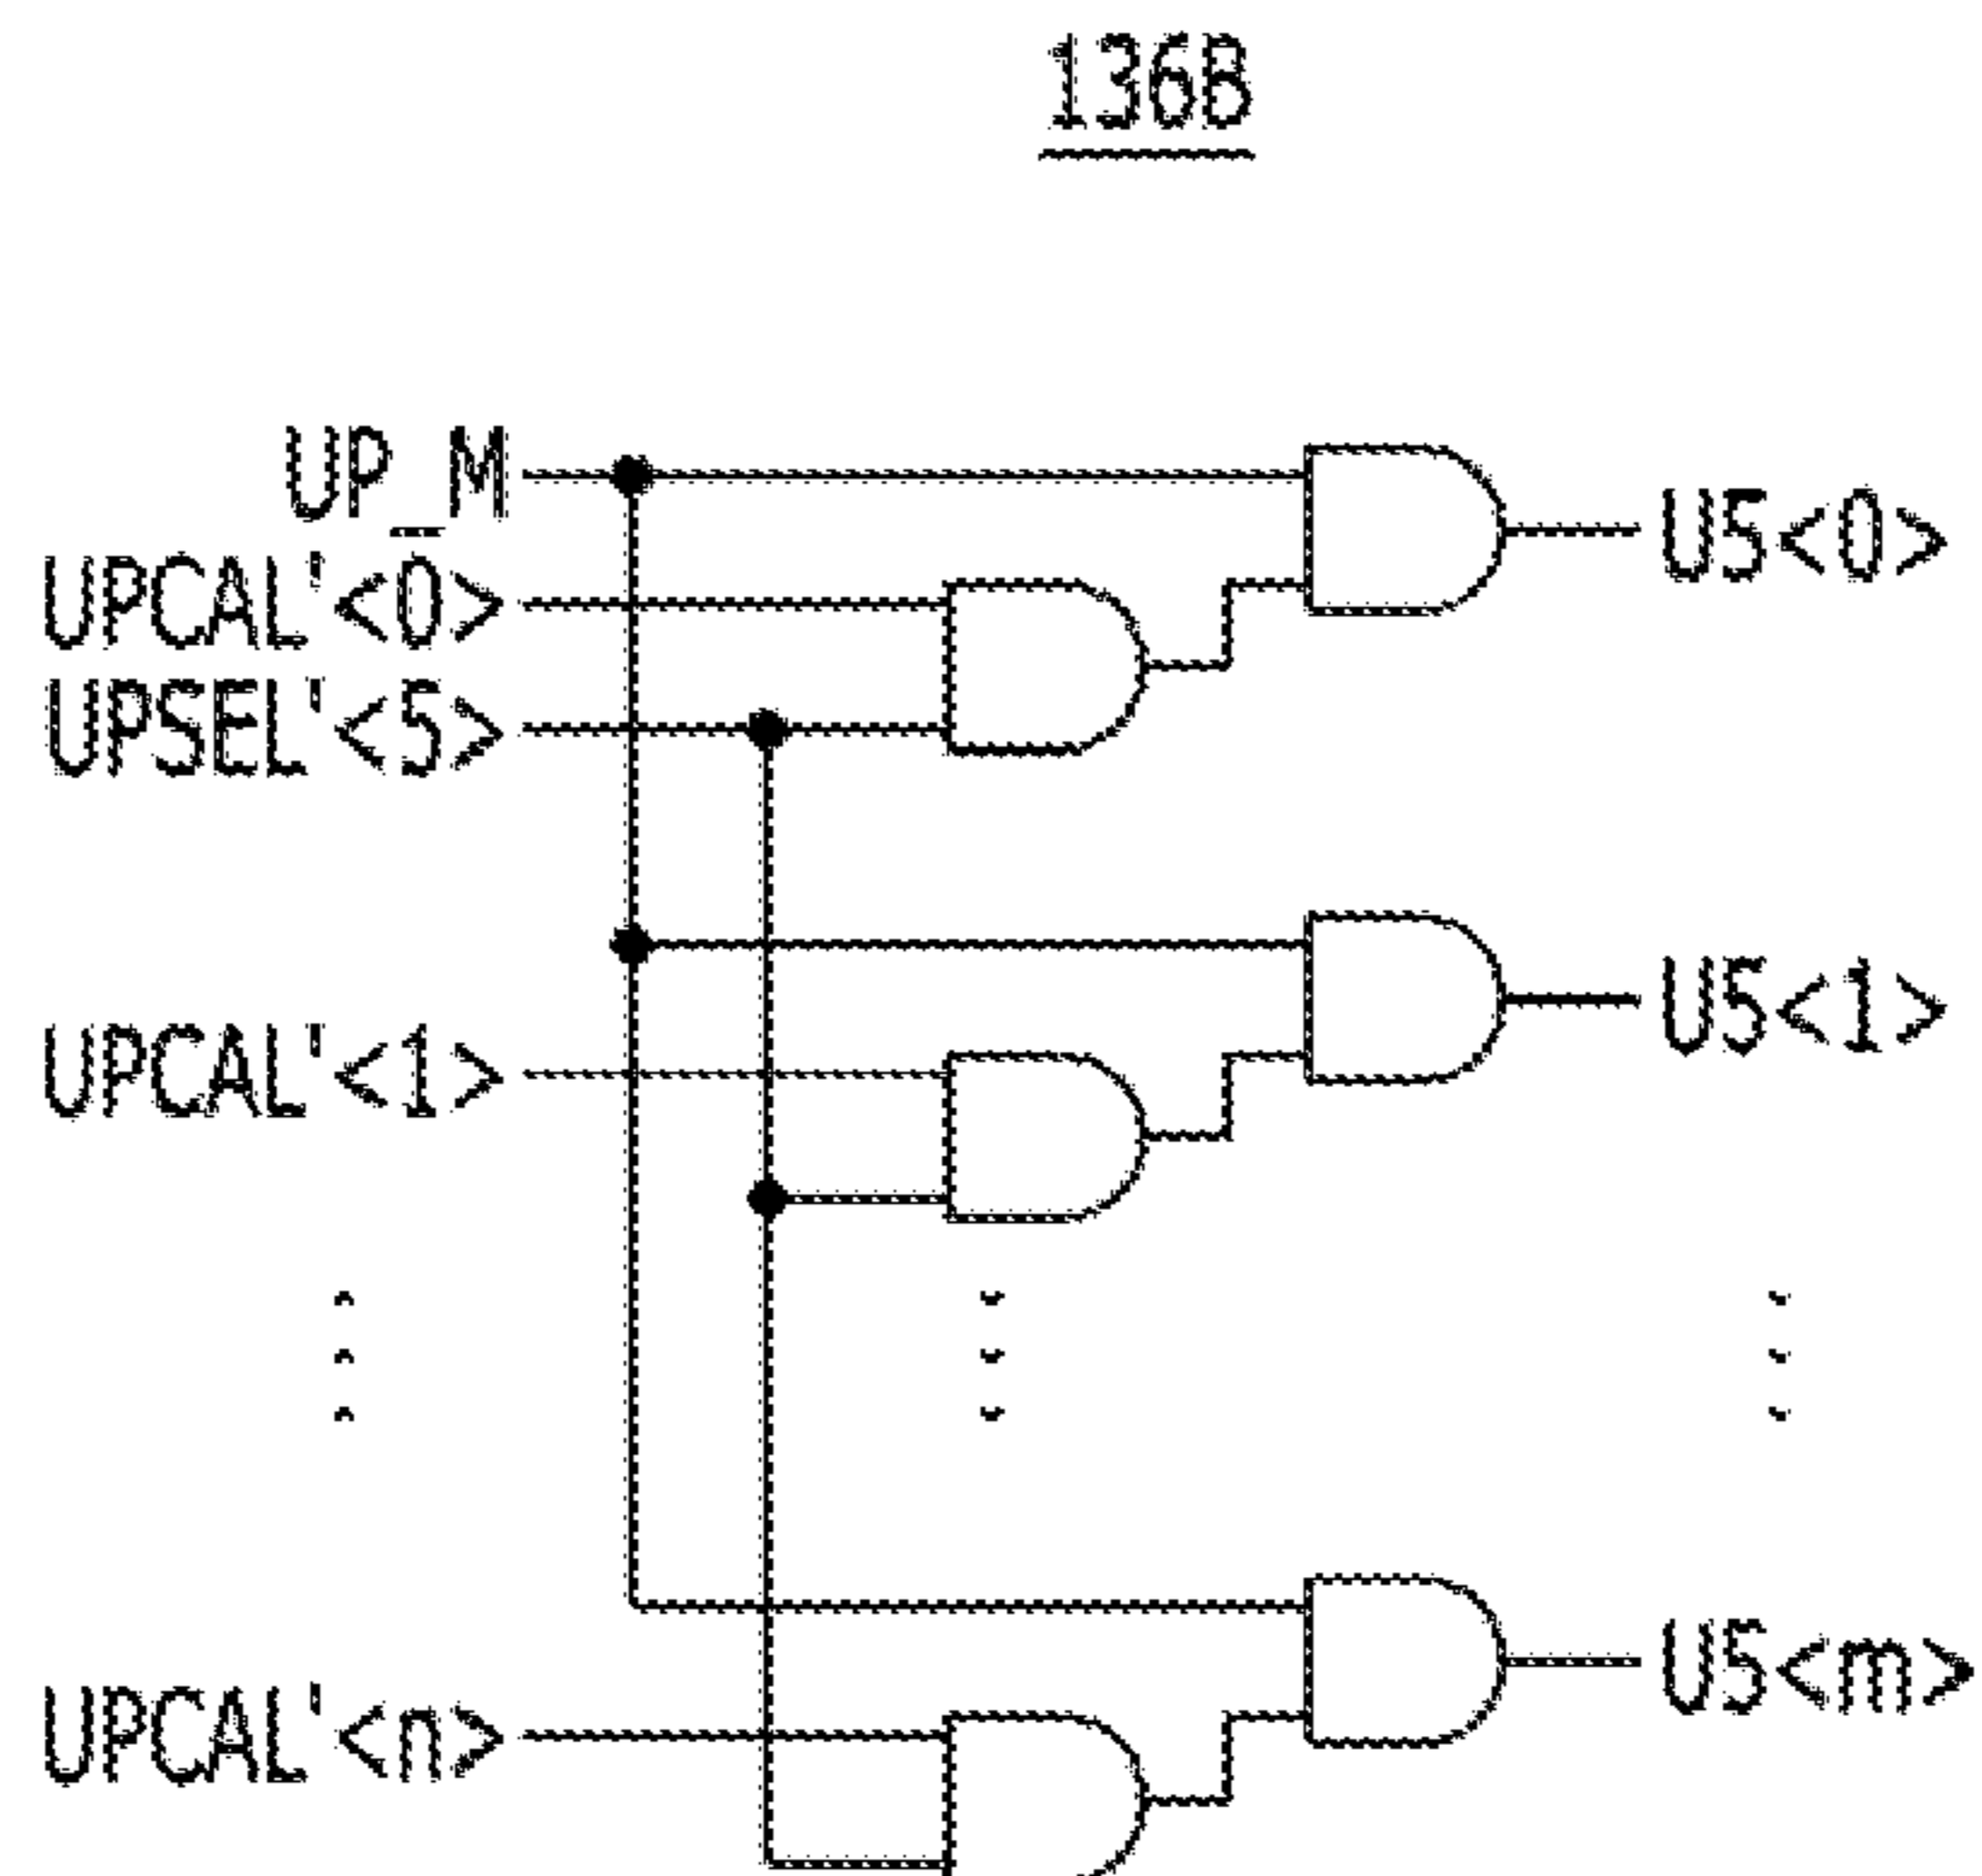 136B
UP_M
U5<0>
UPCAL'<0>
UPSEL'<5>
U5<1>
UPCAL'<1>
U5<m>
UPCAL'<n>